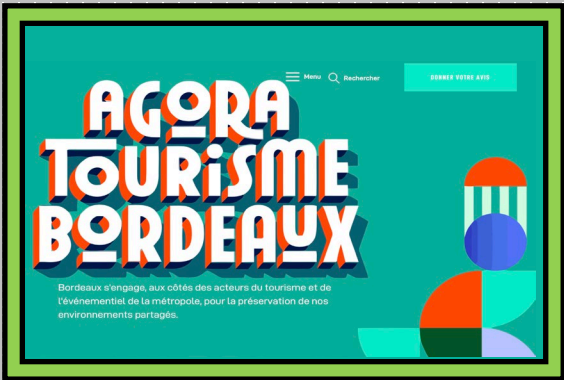 Menu
Rechercher
DONNER VOTRE AVIS
AGORA
TOURiSME
BORDEAUX
Bordeaux s'engage, aux côtés des acteurs du tourisme et de
l'événementiel de la métropole, pour la préservation de nos
environnements partagés.